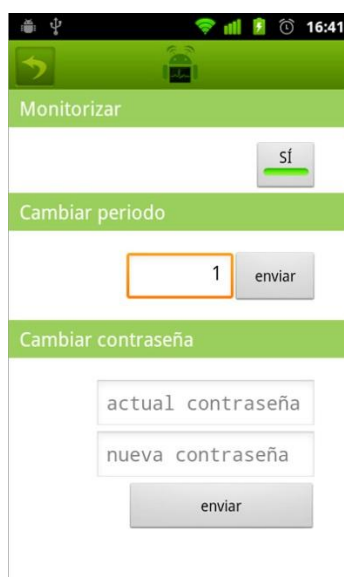 16:41
Monitorizar
SÍ
Cambiar periodo
1 enviar
Cambiar contraseña
actual contraseña
nueva contraseña
enviar